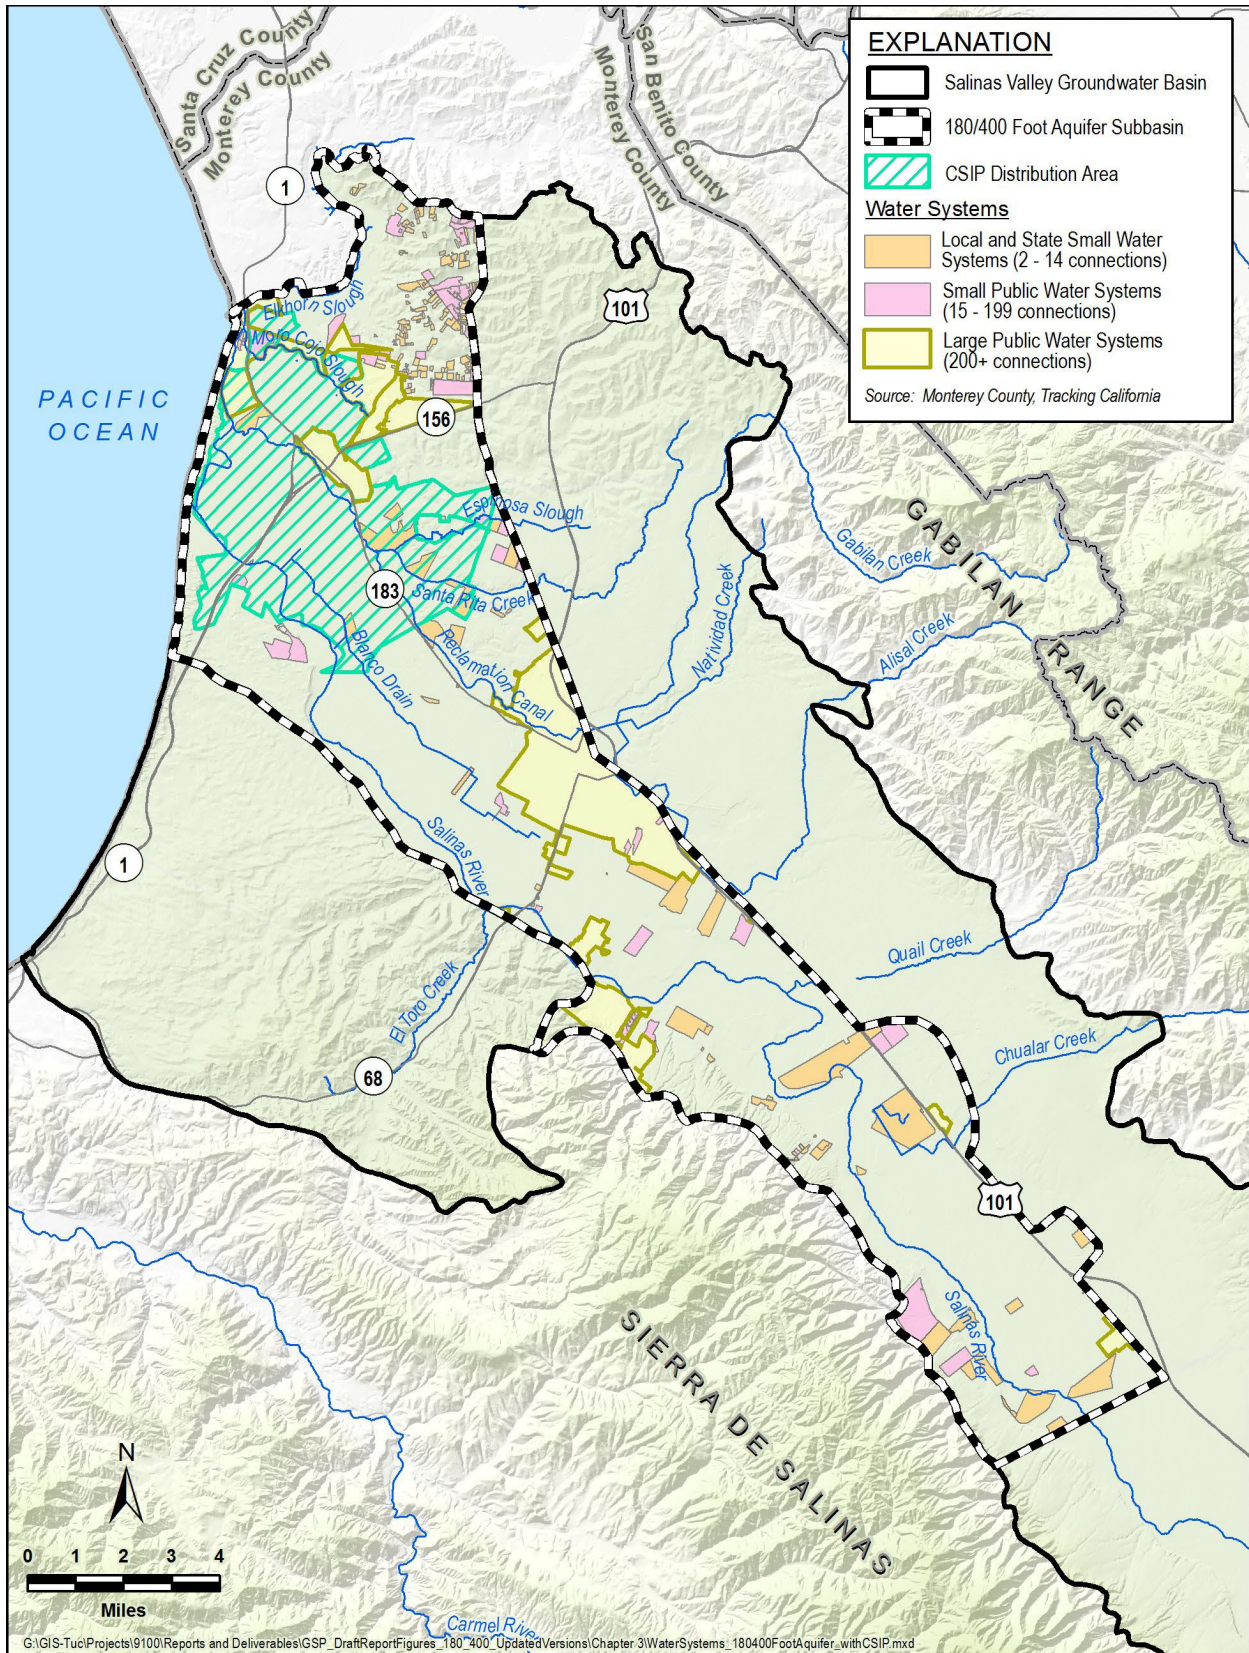 EXPLANATION
Salinas Valley Groundwater Basin
180/400 Foot Aquifer Subbasin
CSIP Distribution Area
Water Systems
Local and State Small Water
Systems (2 - 14 connections)
Small Public Water Systems
(15 - 199 connections)
Large Public Water Systems
(200+ connections)
Source: Monterey County, Tracking California
Santa Cruz County
Monterey County
San Benito County
Monterey County
1
101
Elkhorn Slough
Moro Cojo Slough
PACIFIC
OCEAN
156
Espinosa Slough
GABILAN
RANGE
Gabilan Creek
183
Santa Rita Creek
Natividad Creek
Alisal Creek
Blanco Drain
Reclamation Canal
Salinas River
1
Quail Creek
El Toro Creek
Chualar Creek
68
101
Salinas River
SIERRA DE SALINAS
N
0 1 2 3 4
Miles
Carmel River
G:\GIS-Tuc\Projects\9100\Reports and Deliverables\GSP_DraftReportFigures_180_400_UpdatedVersions\Chapter 3\WaterSystems_180400FootAquifer_withCSIP.mxd